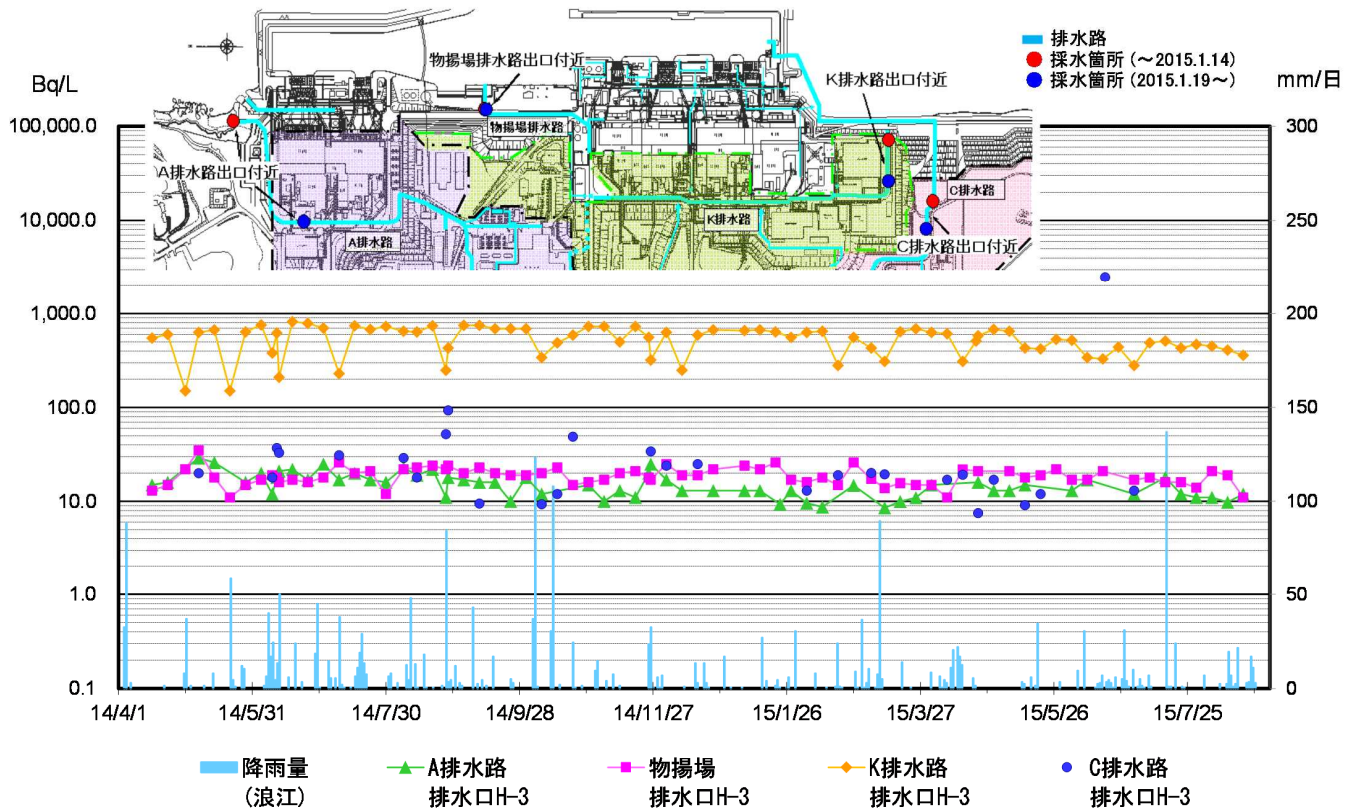 排水路
採水箇所(~2015.1.14)
採水箇所(2015.1.19~)
Bq/L
mm/日
物揚場排水路出口付近
K排水路出口付近
物揚場排水路
A排水路出口付近
C排水路
K排水路
A排水路
C排水路出口付近
100,000.0
10,000.0
1,000.0
100.0
10.0
1.0
0.1
300
250
200
150
100
50
0
14/4/1
14/5/31
14/7/30
14/9/28
14/11/27
15/1/26
15/3/27
15/5/26
15/7/25
降雨量
(浪江)
A排水路
排水口H-3
物揚場
排水口H-3
K排水路
排水口H-3
C排水路
排水口H-3